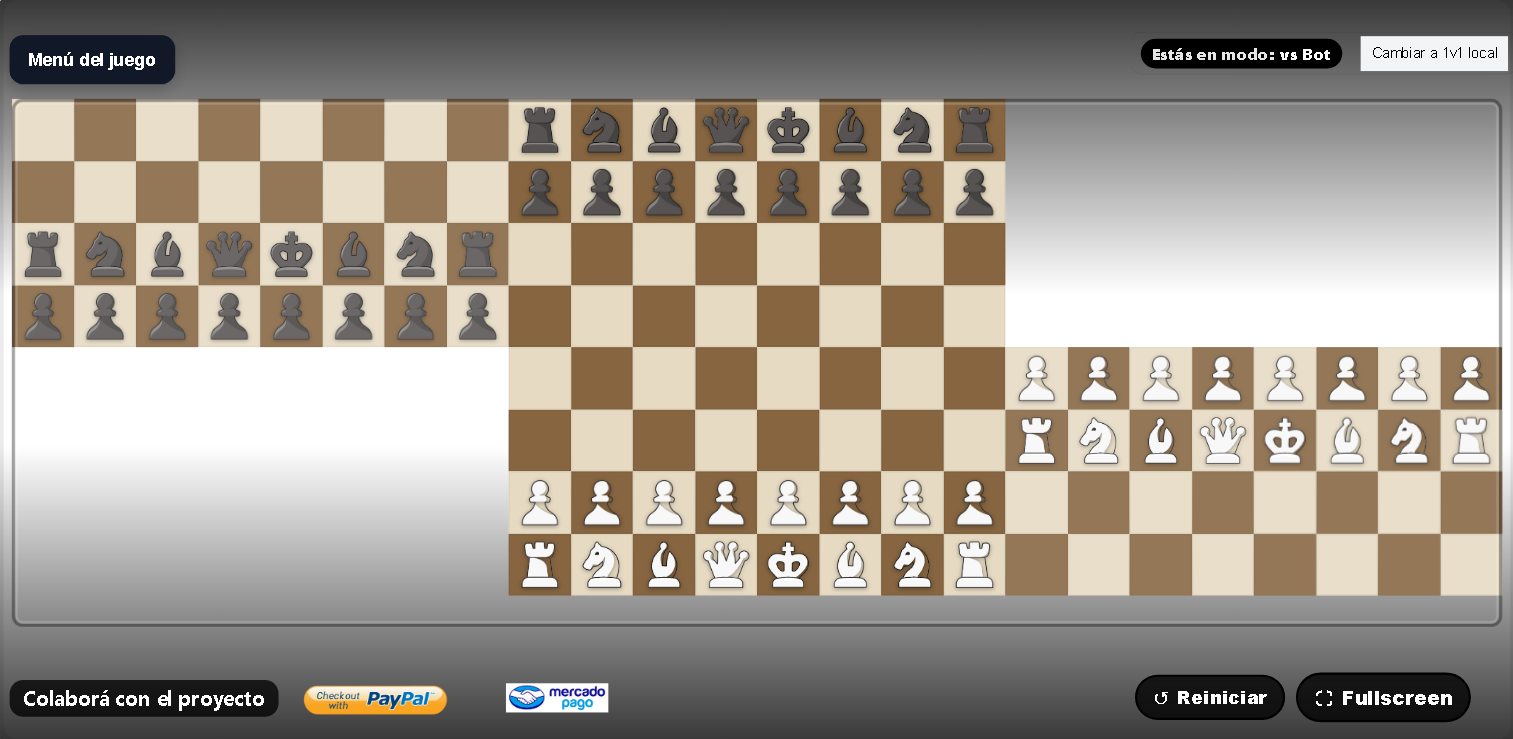 Menú del juego
Estás en modo: vs Bot
Cambiar a 1v1 local
Colaborá con el proyecto
Checkout
with
PayPal™
mercado
pago
↺ Reiniciar
⛶ Fullscreen